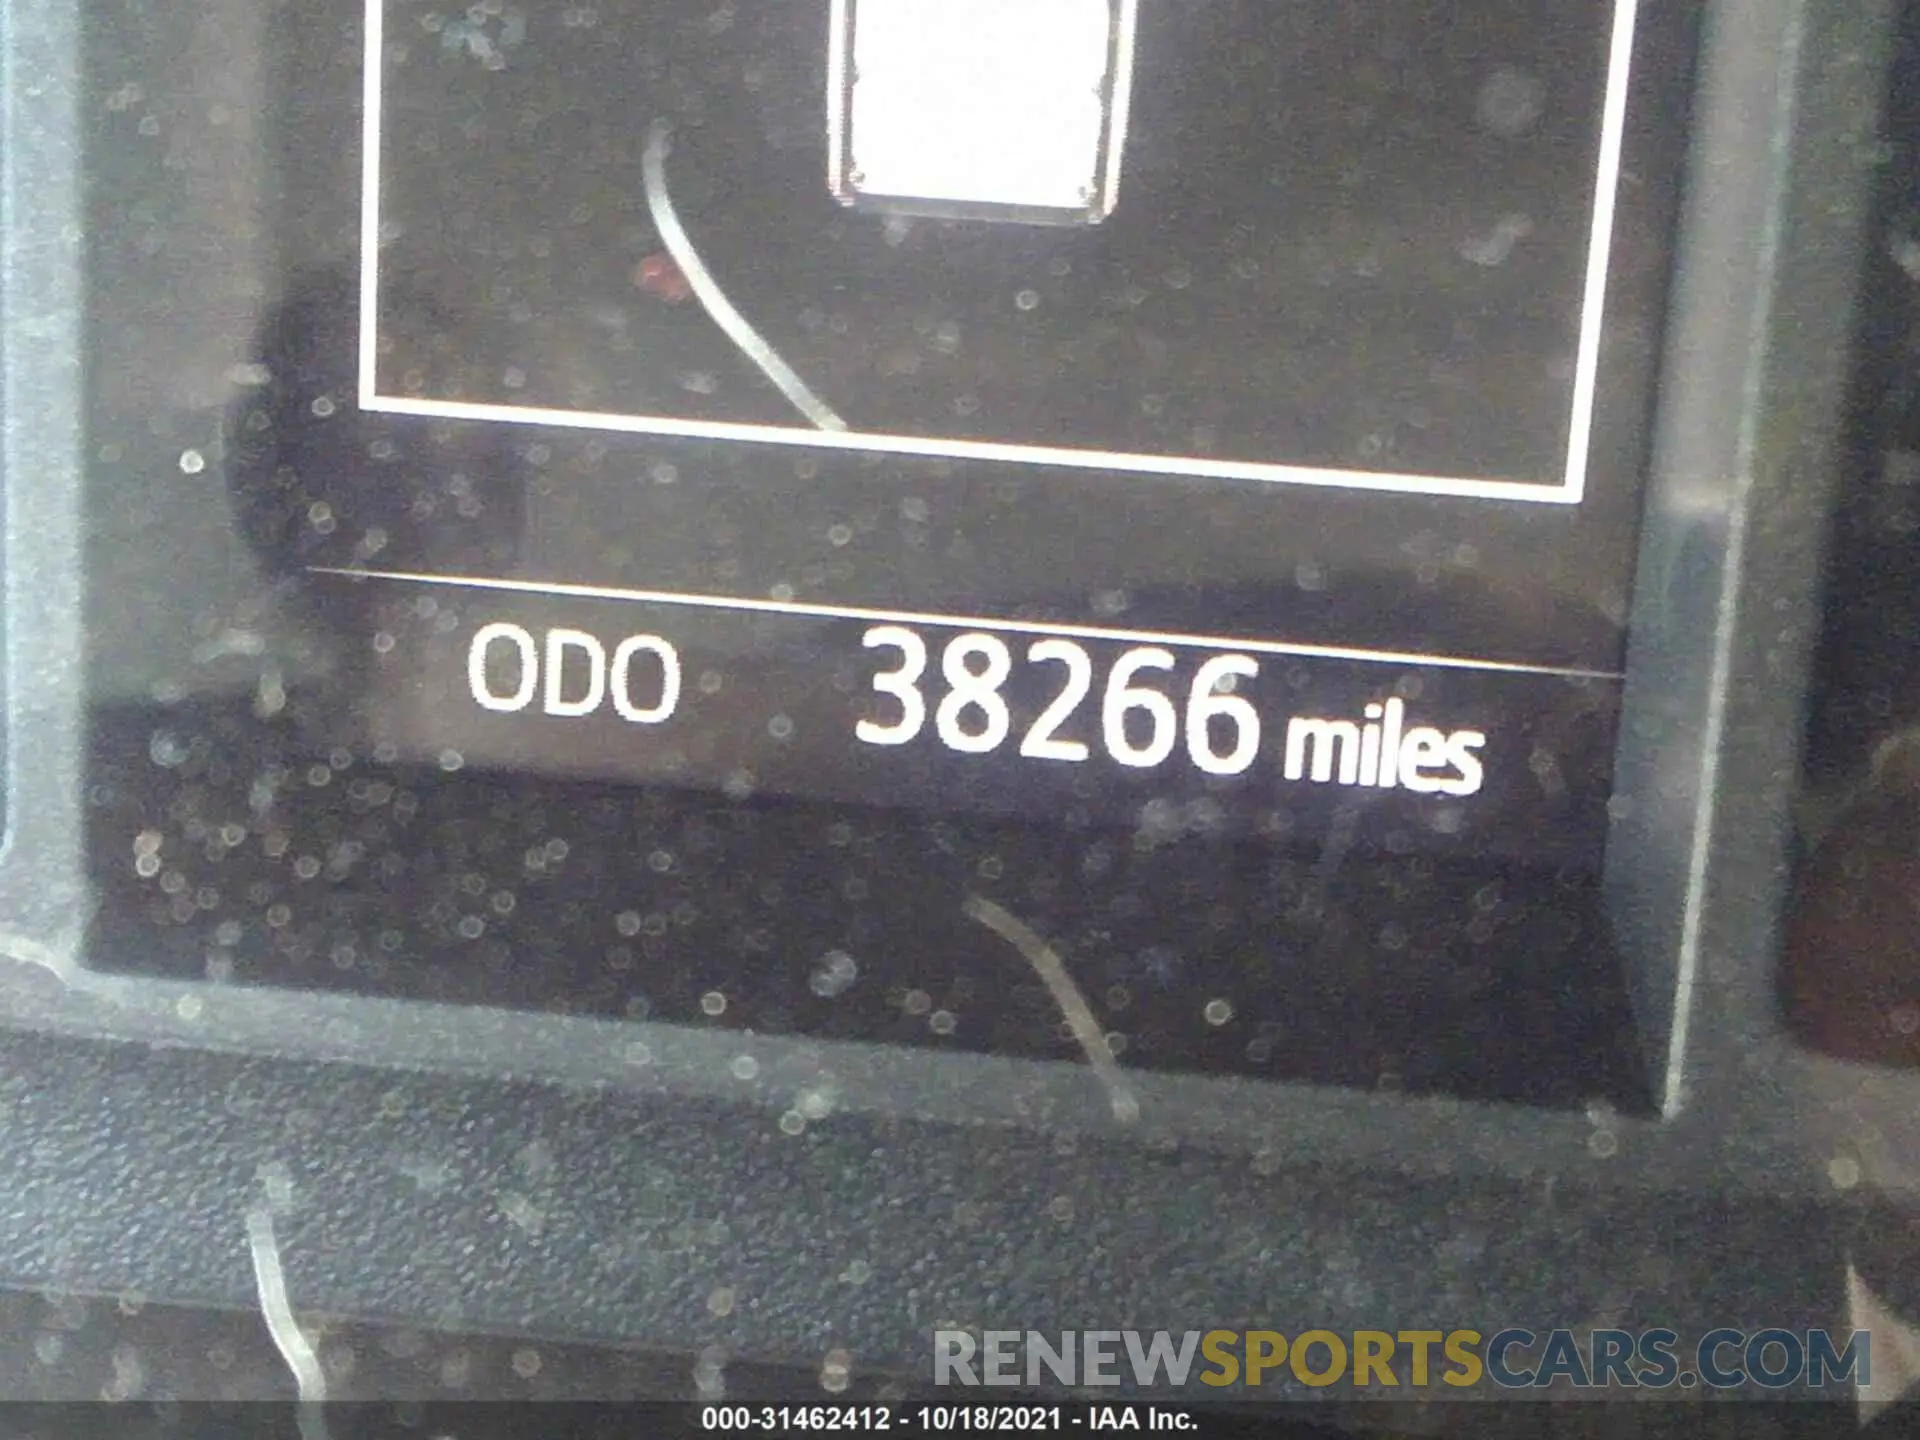 ODO 38266 miles
RENEWSPORTSCARS.COM
000-31462412 - 10/18/2021 - IAA Inc.